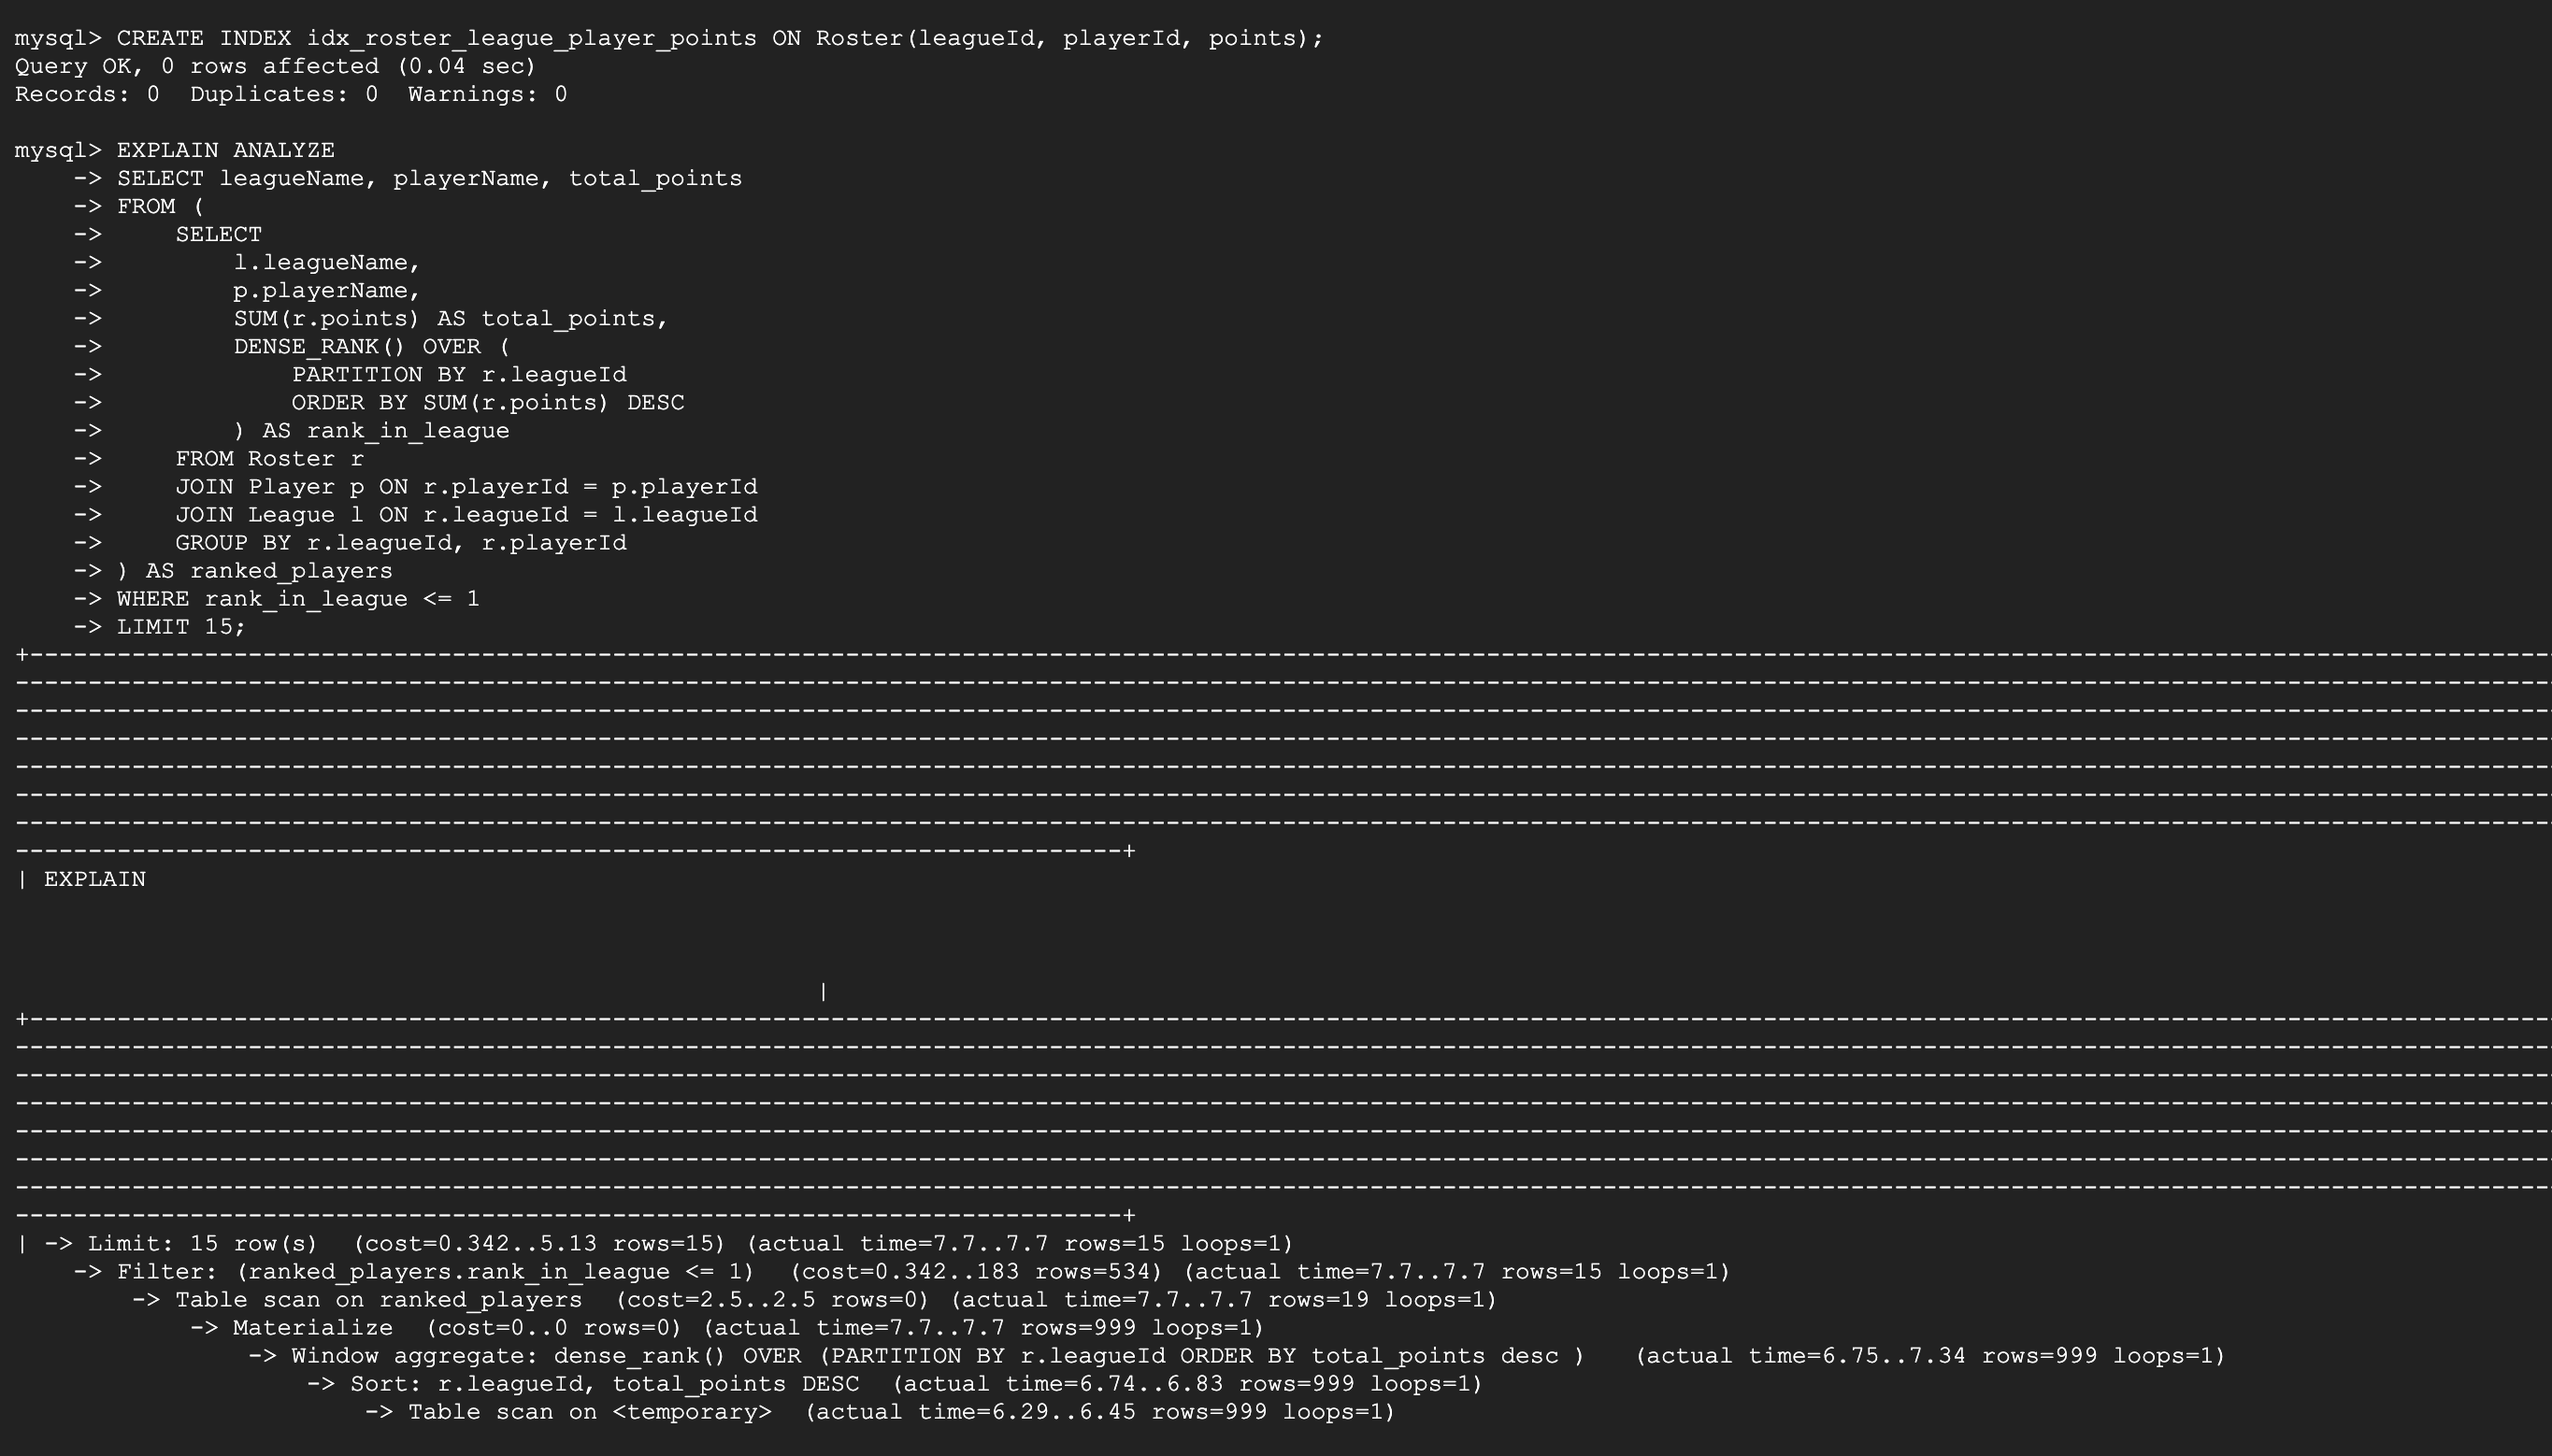 mysql> CREATE INDEX idx_roster_league_player_points ON Roster(leagueId, playerId, points);
Query OK, 0 rows affected (0.04 sec)
Records: 0  Duplicates: 0  Warnings: 0

mysql> EXPLAIN ANALYZE
    -> SELECT leagueName, playerName, total_points
    -> FROM (
    ->     SELECT
    ->         l.leagueName,
    ->         p.playerName,
    ->         SUM(r.points) AS total_points,
    ->         DENSE_RANK() OVER (
    ->             PARTITION BY r.leagueId
    ->             ORDER BY SUM(r.points) DESC
    ->         ) AS rank_in_league
    ->     FROM Roster r
    ->     JOIN Player p ON r.playerId = p.playerId
    ->     JOIN League l ON r.leagueId = l.leagueId
    ->     GROUP BY r.leagueId, r.playerId
    -> ) AS ranked_players
    -> WHERE rank_in_league <= 1
    -> LIMIT 15;
| EXPLAIN
|
| -> Limit: 15 row(s)  (cost=0.342..5.13 rows=15) (actual time=7.7..7.7 rows=15 loops=1)
    -> Filter: (ranked_players.rank_in_league <= 1)  (cost=0.342..183 rows=534) (actual time=7.7..7.7 rows=15 loops=1)
        -> Table scan on ranked_players  (cost=2.5..2.5 rows=0) (actual time=7.7..7.7 rows=19 loops=1)
            -> Materialize  (cost=0..0 rows=0) (actual time=7.7..7.7 rows=999 loops=1)
                -> Window aggregate: dense_rank() OVER (PARTITION BY r.leagueId ORDER BY total_points desc )   (actual time=6.75..7.34 rows=999 loops=1)
                    -> Sort: r.leagueId, total_points DESC  (actual time=6.74..6.83 rows=999 loops=1)
                        -> Table scan on <temporary>  (actual time=6.29..6.45 rows=999 loops=1)